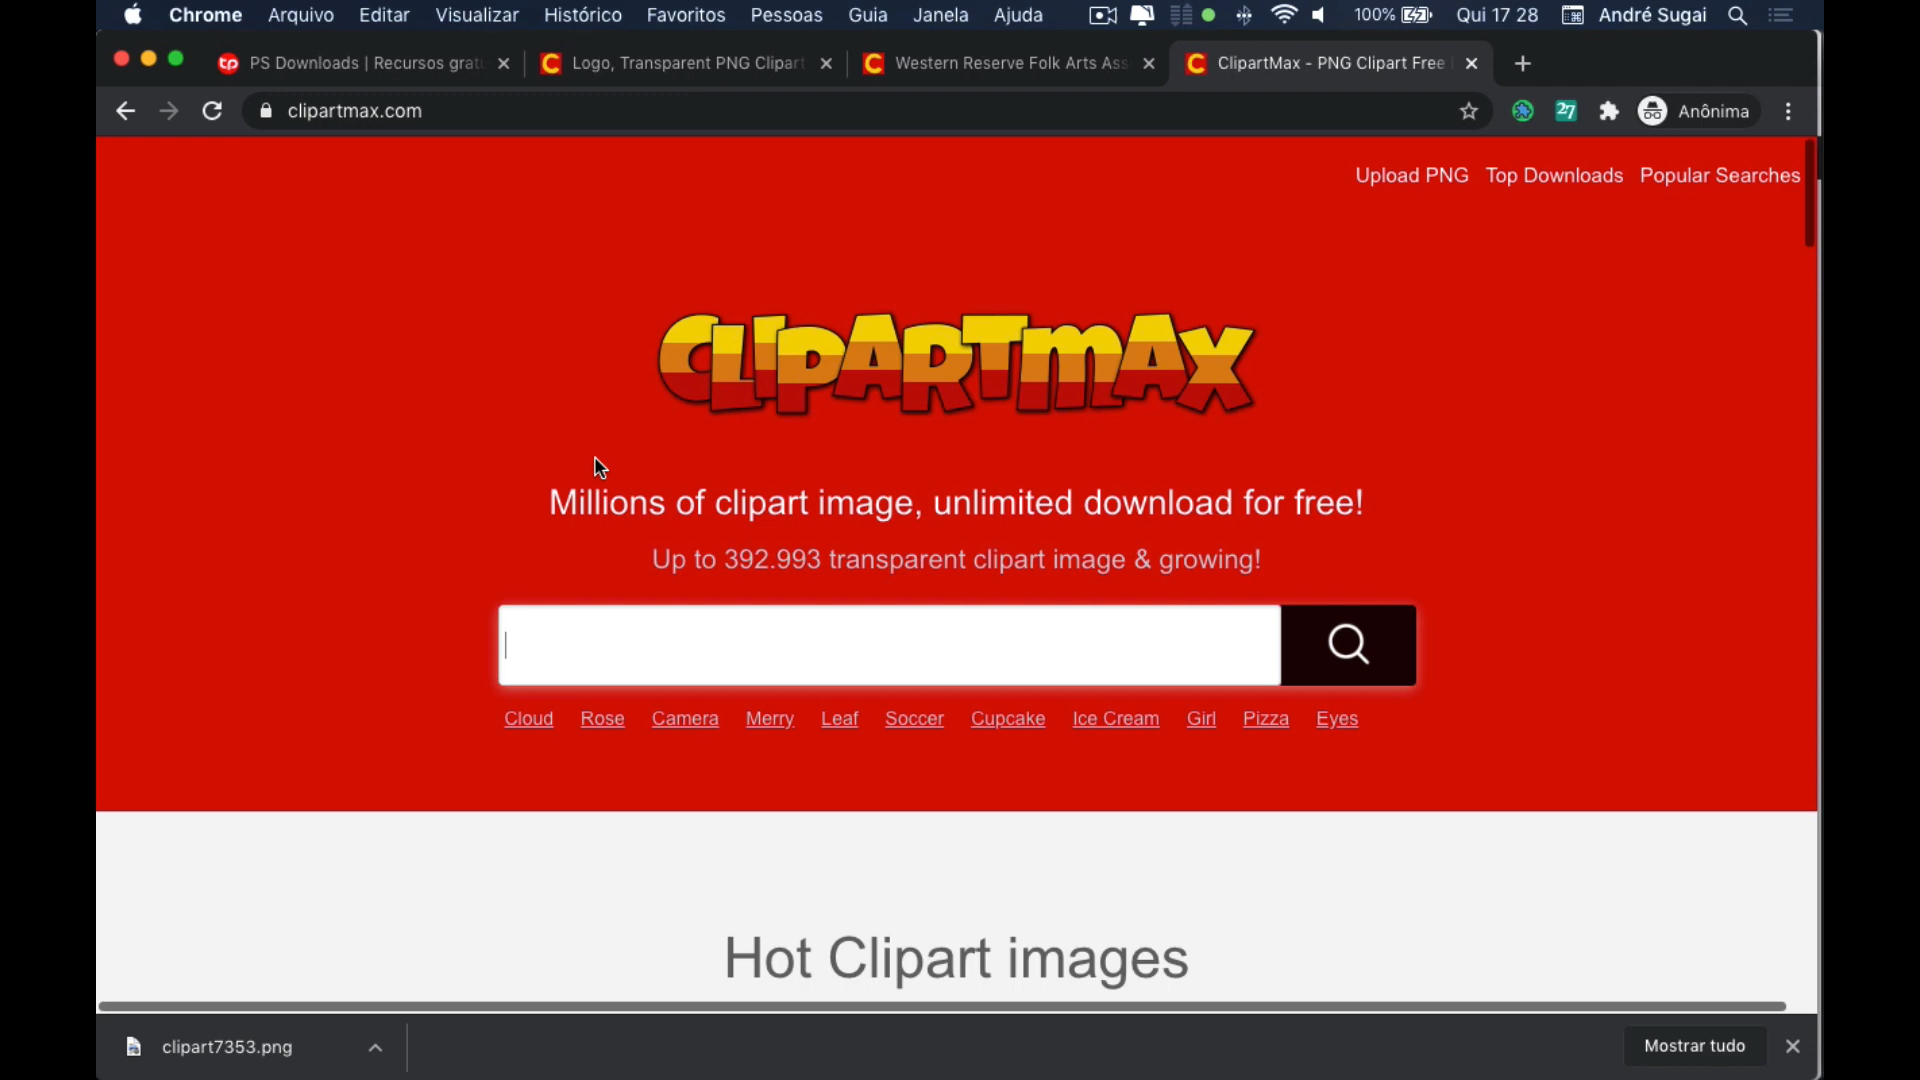 Chrome Arquivo Editar Visualizar Histórico Favoritos Pessoas Guia Janela Ajuda 100% Qui 17 28 André Sugai
tp PS Downloads | Recursos gratu C Logo, Transparent PNG Clipart C Western Reserve Folk Arts Ass C ClipartMax - PNG Clipart Free
clipartmax.com 27 Anônima
Upload PNG Top Downloads Popular Searches
CLIPARTMAX
Millions of clipart image, unlimited download for free!
Up to 392.993 transparent clipart image & growing!
Cloud Rose Camera Merry Leaf Soccer Cupcake Ice Cream Girl Pizza Eyes
Hot Clipart images
clipart7353.png Mostrar tudo